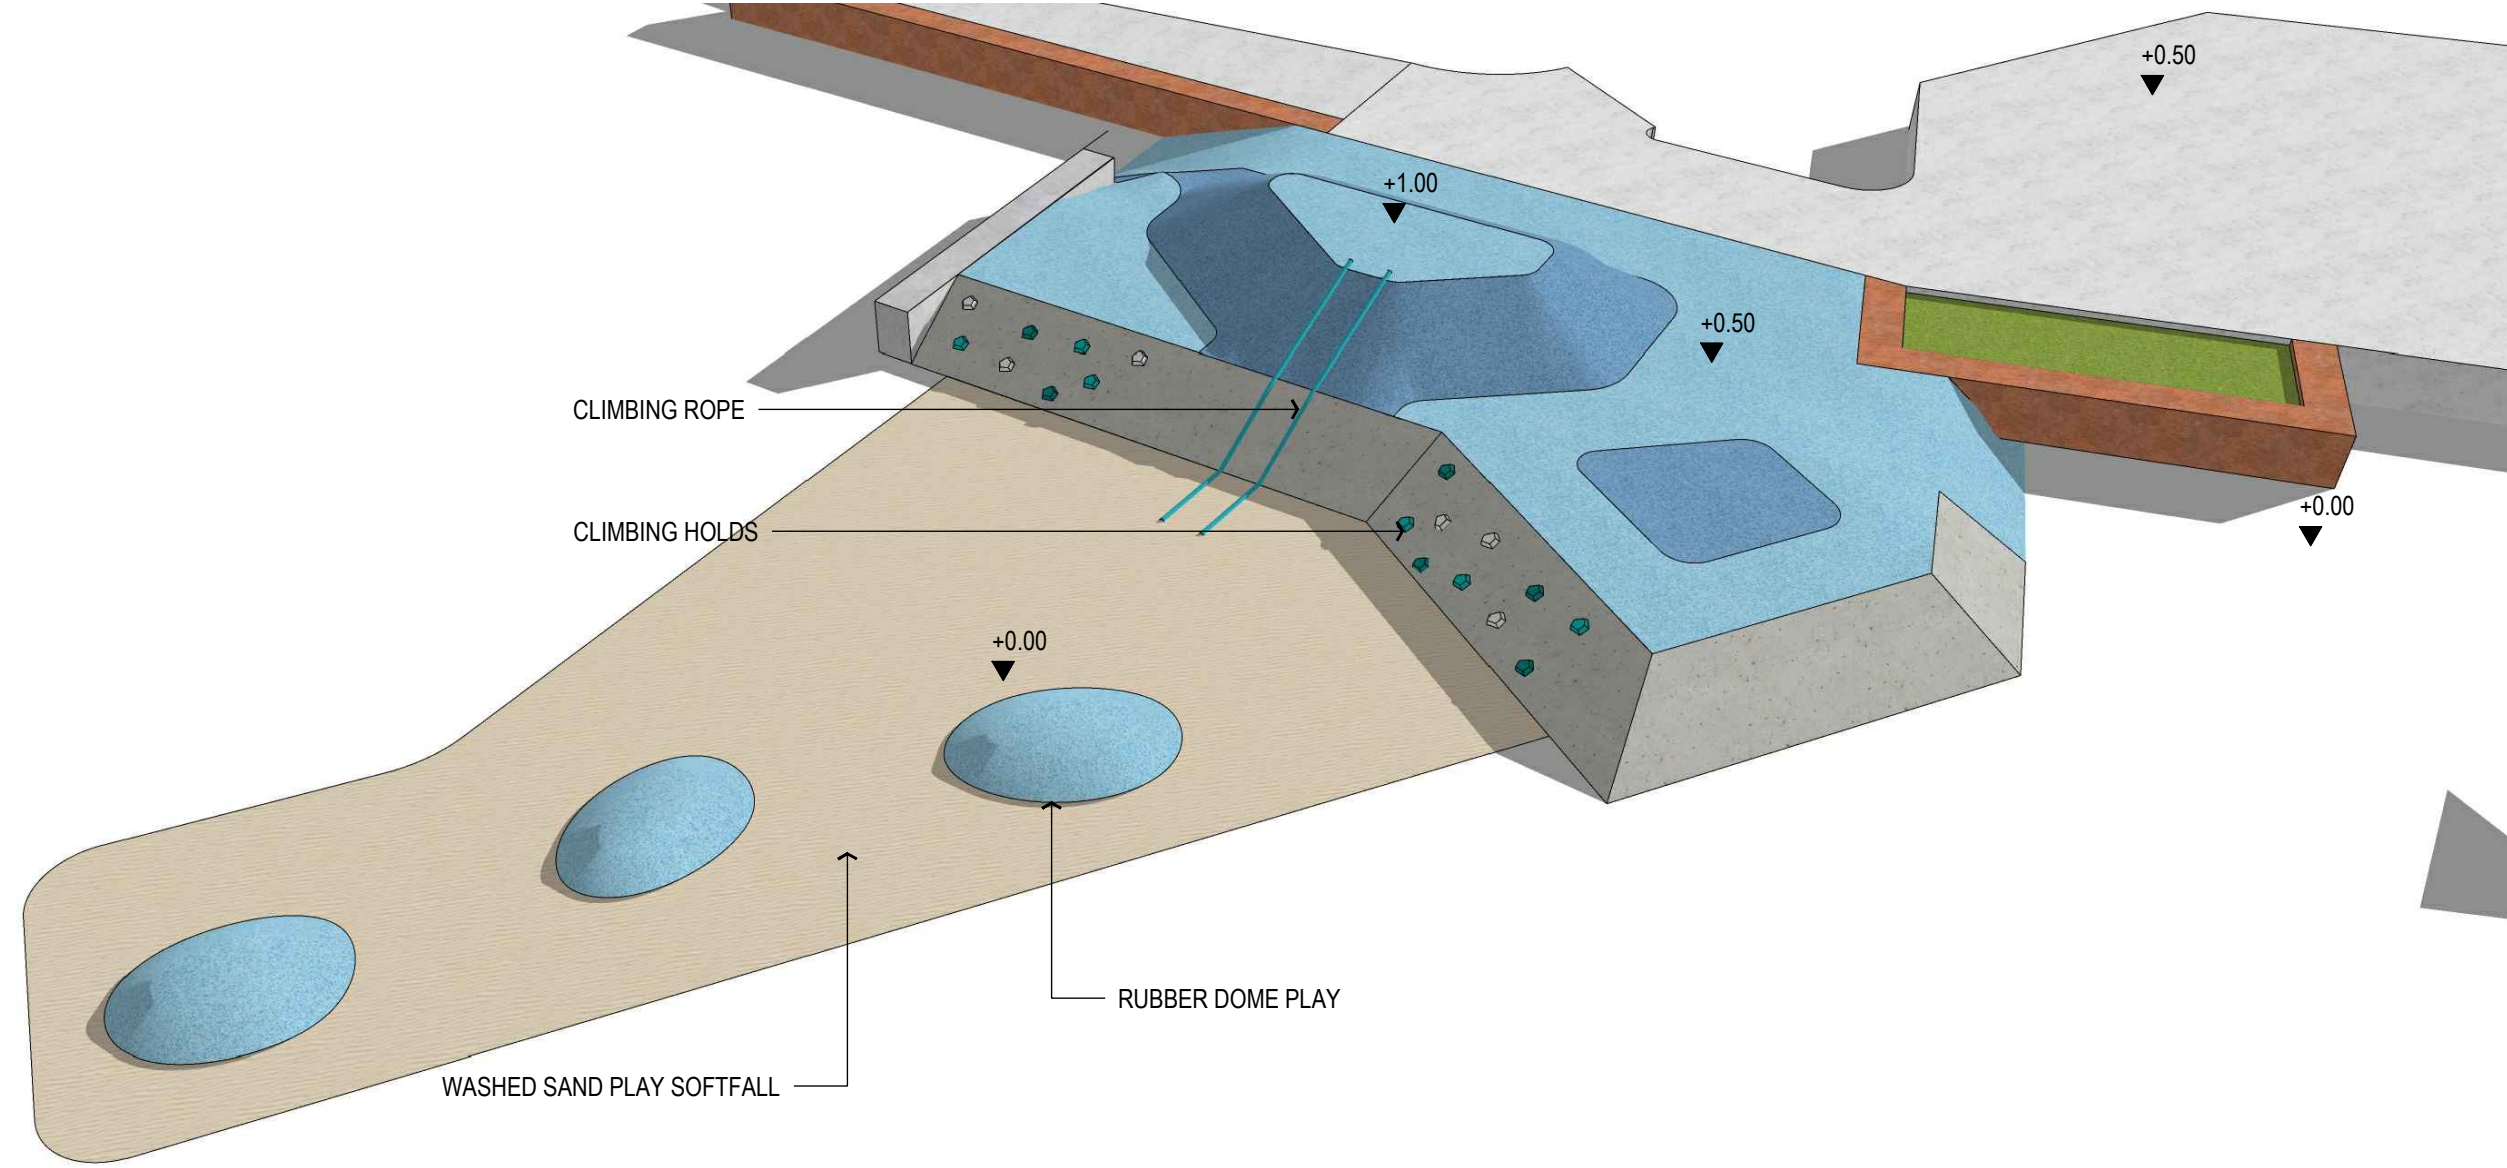 +0.50
+1.00
+0.50
CLIMBING ROPE
+0.00
CLIMBING HOLDS
+0.00
RUBBER DOME PLAY
WASHED SAND PLAY SOFTFALL